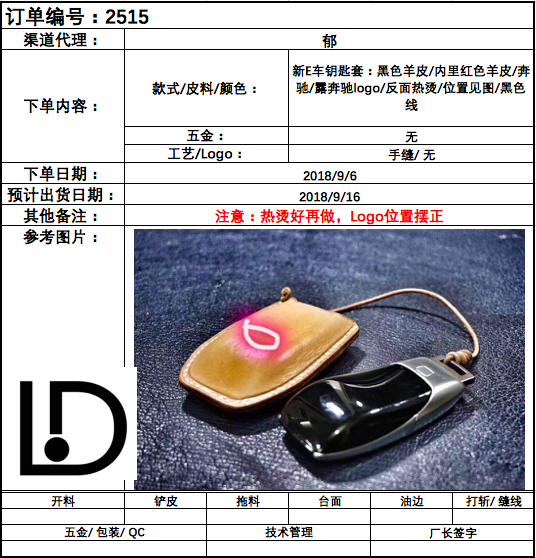 订单编号：2515
渠道代理：
郁
下单内容：
款式/皮料/颜色：
新E车钥匙套：黑色羊皮/内里红色羊皮/奔
驰/露奔驰logo/反面热烫/位置见图/黑色
线
五金：
无
工艺/Logo：
手缝/ 无
下单日期：
2018/9/6
预计出货日期：
2018/9/16
其他备注：
注意：热烫好再做，Logo位置摆正
参考图片：
开料 铲皮 拖料 台面 油边 打斩/ 缝线
五金/ 包装/ QC 技术管理 厂长签字